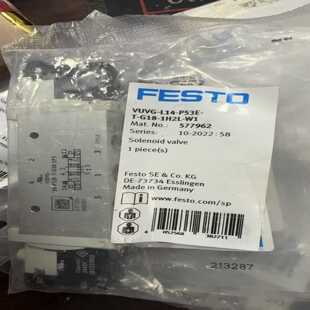 FESTO
VUVG-L14-P53E-
T-G18-1H2L-W1
Mat. No.: 577962
Series: 10-2022 : 5B
Solenoid valve
1 piece(s)
Festo SE & Co. KG
DE-73734 Esslingen
Made in Germany
www.festo.com/sp
213287